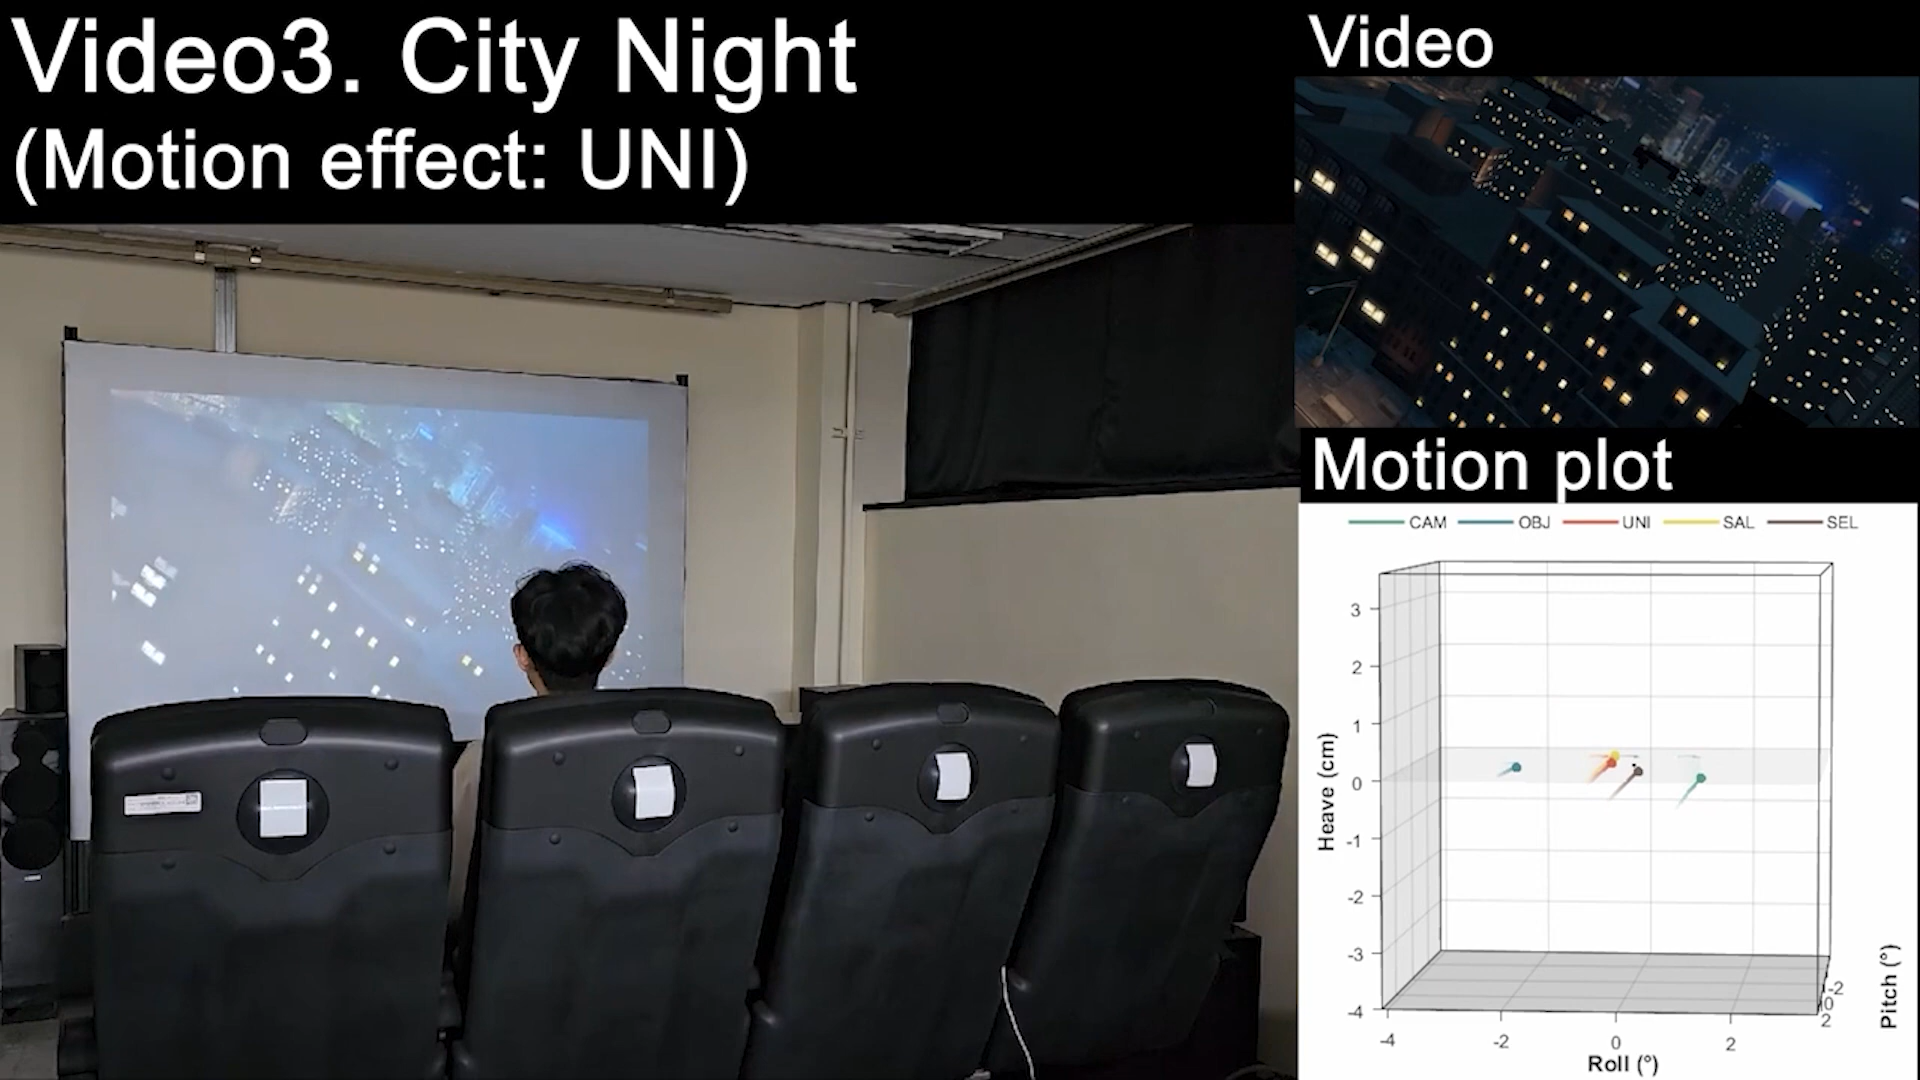 Video3. City Night
(Motion effect: UNI)
Video
Motion plot
CAM OBJ UNI SAL SEL
Heave (cm)
3
2
1
0
-1
-2
-3
-4
-4 -2 0 2
Roll (°)
-2
0
2
Pitch (°)